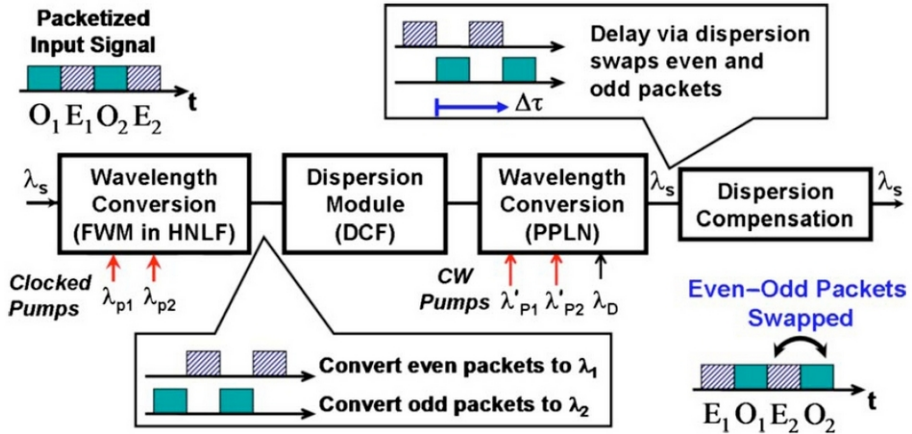 Packetized
Input Signal
t
O₁ E₁ O₂ E₂
Delay via dispersion
swaps even and
odd packets
Δτ
λₛ
Wavelength
Conversion
(FWM in HNLF)
Dispersion
Module
(DCF)
Wavelength
Conversion
(PPLN)
λₛ
Dispersion
Compensation
λₛ
Clocked
Pumps
λp1 λp2
CW
Pumps
λ'P1 λ'P2 λD
Convert even packets to λ₁
Convert odd packets to λ₂
Even–Odd Packets
Swapped
t
E₁ O₁ E₂ O₂